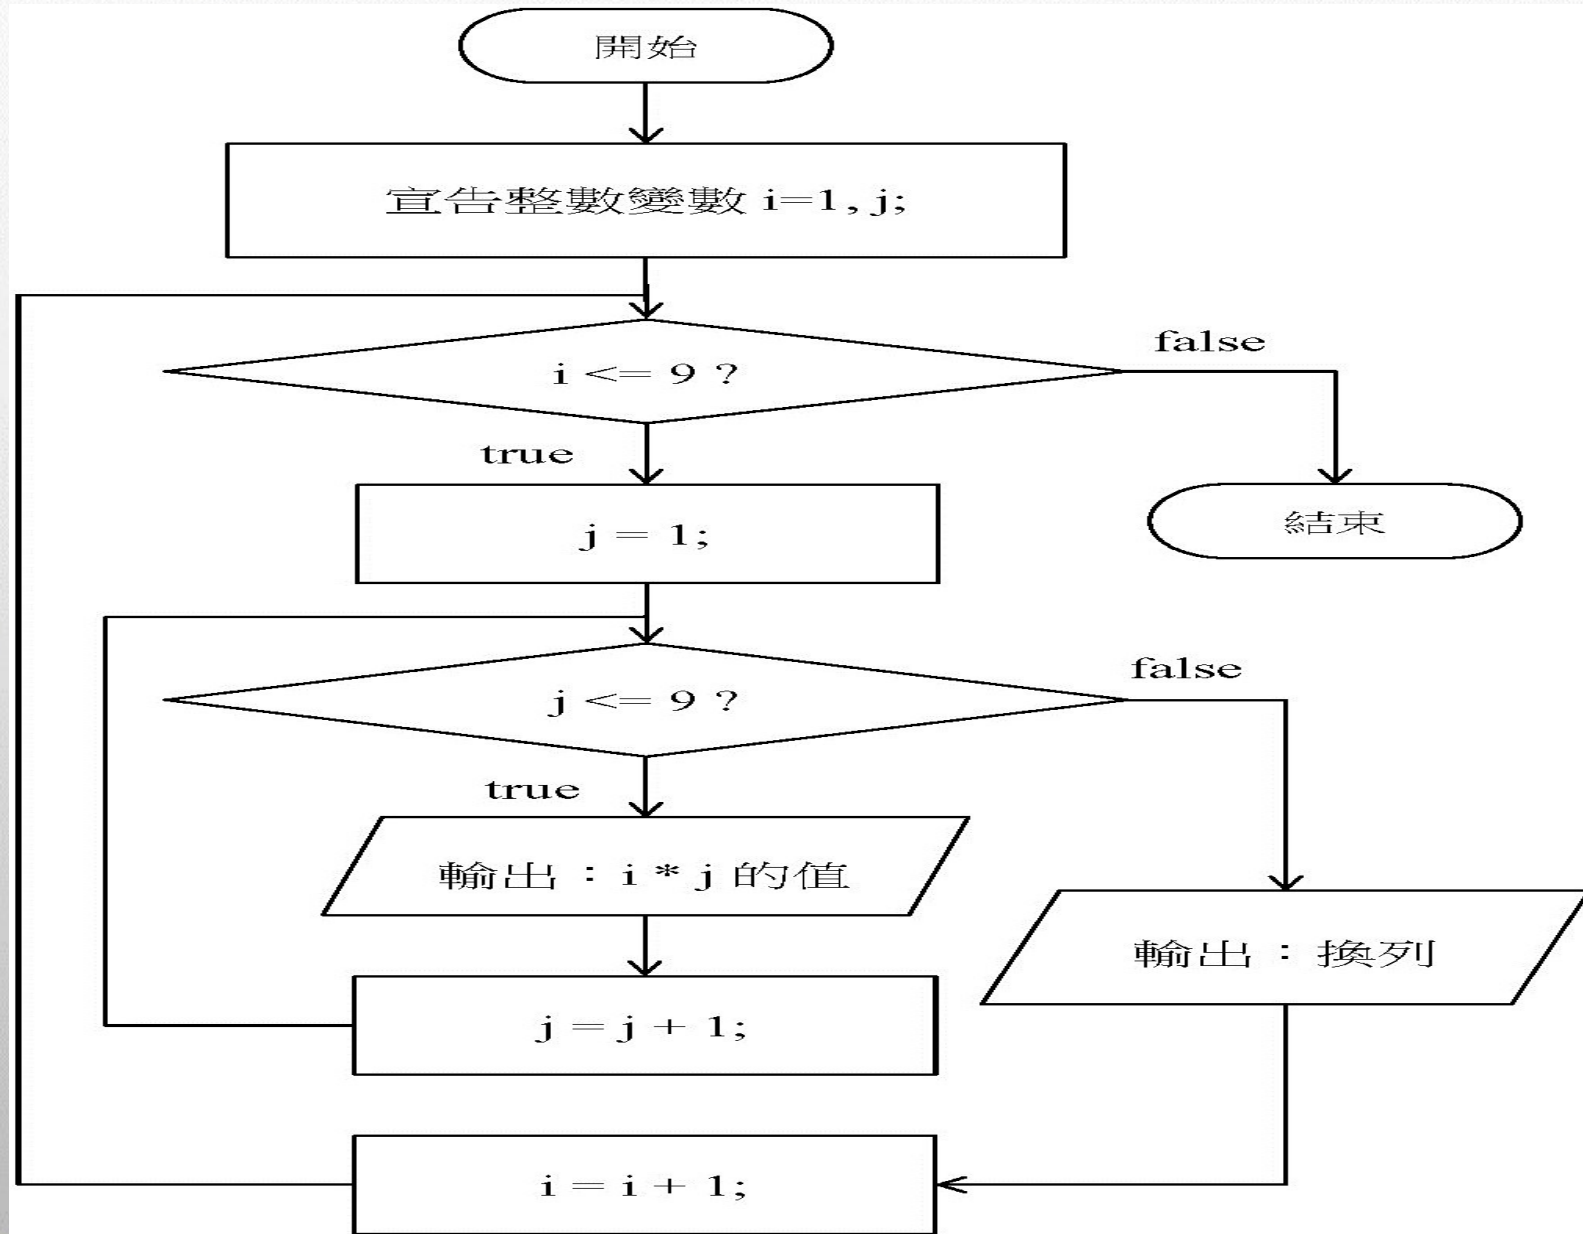 開始
宣告整數變數 i=1, j;
i <= 9 ?
false
true
j = 1;
結束
j <= 9 ?
false
true
輸出：i * j 的值
輸出：換列
j = j + 1;
i = i + 1;